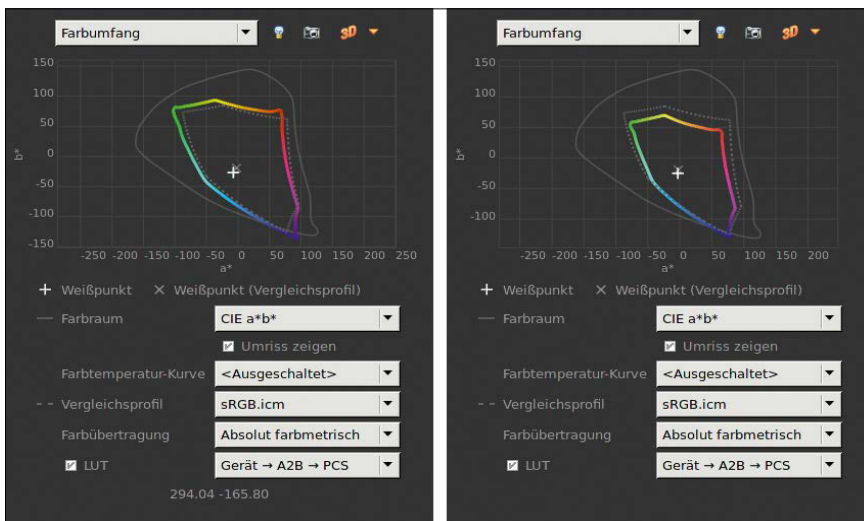 Farbumfang
3D
150
100
50
0
-50
-100
-150
b*
-250 -200 -150 -100 -50 0 50 100 150 200 250
a*
+ Weißpunkt × Weißpunkt (Vergleichsprofil)
Farbraum
CIE a*b*
Umriss zeigen
Farbtemperatur-Kurve
<Ausgeschaltet>
Vergleichsprofil
sRGB.icm
Farbübertragung
Absolut farbmetrisch
LUT
Gerät → A2B → PCS
294.04 -165.80
Farbumfang
3D
150
100
50
0
-50
-100
b*
-250 -200 -150 -100 -50 0 50 100 150 200
a*
+ Weißpunkt × Weißpunkt (Vergleichsprofil)
Farbraum
CIE a*b*
Umriss zeigen
Farbtemperatur-Kurve
<Ausgeschaltet>
Vergleichsprofil
sRGB.icm
Farbübertragung
Absolut farbmetrisch
LUT
Gerät → A2B → PCS